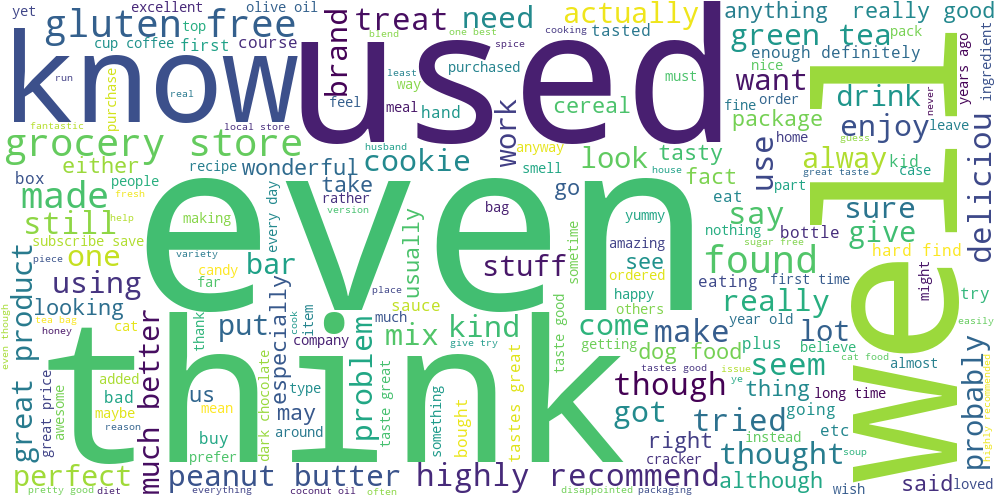 yet
excellent
olive oil
treat
need
actually
anything
really good
gluten free
top
one best
tasted
pack
cup coffee
first
course
blend
cooking
green tea
brand
spice
enough
definitely
know
used
purchased
nice
ingredient
years ago
run
least
way
must
want
real
feel
meal
hand
cereal
fine
order
drink
never
purchase
fantastic
local store
work
package
home
enjoy
leave
grocery store
husband
anyway
look
tasty
use
guess
either
recipe
wonderful
cookie
smell
house
fact
alway
kid
great taste
case
well
box
people
take
go
eat
part
made
fresh
rather
bag
yummy
say
sure
deliciou
help
every day
version
even
nothing
bottle
give
still
making
usually
sometime
amazing
see
sugar free
hard find
subscribe save
variety
stuff
found
piece
one
bar
candy
ordered
eating
first time
might
using
far
place
sauce
happy
really
try
great product
looking
especially
item
much
others
year old
easily
tea bag
honey
put
thank
cook
company
mix
kind
come
make
lot
even though
cat
problem
give try
taste good
getting
plus
believe
think
dog food
cat food
almost
great price
awesome
added
much better
dark chocolate
type
taste great
tastes great
tastes good
issue
seem
bad
us
may
something
bought
though
ye
thing
long time
probably
highly recommended
maybe
mean
around
got
tried
going
reason
buy
prefer
right
instead
etc
cracker
thought
soup
perfect
peanut butter
highly recommend
although
said
loved
pretty good
diet
everything
coconut oil
often
disappointed
packaging
wish